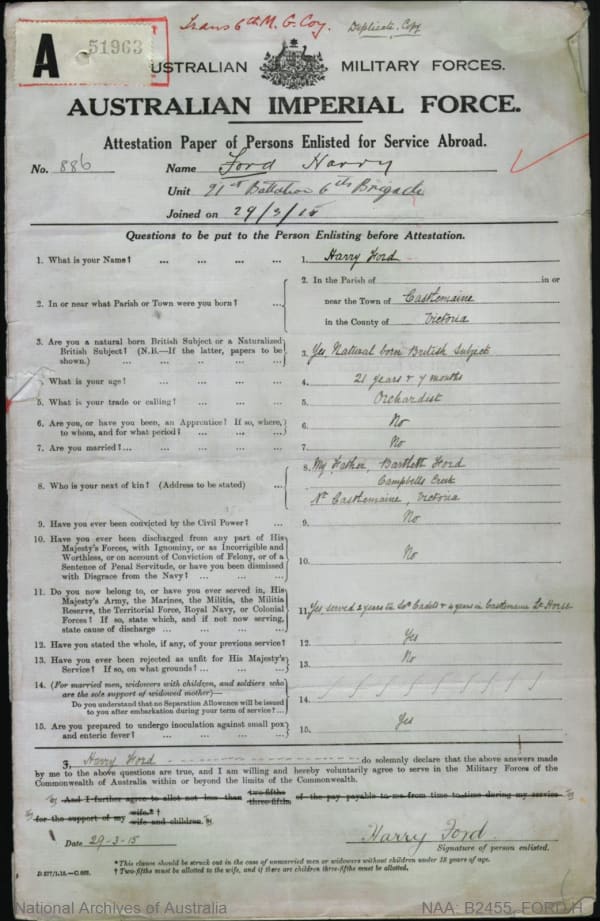 Trans 6th M. G. Coy. Duplicate Copy
A 51963
AUSTRALIAN MILITARY FORCES.
AUSTRALIAN IMPERIAL FORCE.
Attestation Paper of Persons Enlisted for Service Abroad.
No. 886 Name Ford Harry
Unit 21st Battalion 6th Brigade
Joined on 29/3/15
Questions to be put to the Person Enlisting before Attestation.
1. What is your Name? ... ... ... ... 1. Harry Ford
2. In or near what Parish or Town were you born? ... 2. In the Parish of in or
near the Town of Castlemaine
in the County of Victoria
3. Are you a natural born British Subject or a Naturalized
British Subject? (N.B.—If the latter, papers to be
shown.) ... ... ... ... 3. Yes, Natural born British Subject
4. What is your age? ... ... ... ... 4. 21 years & 7 months
5. What is your trade or calling? ... ... ... 5. Orchardist
6. Are you, or have you been, an Apprentice? If so, where,
to whom, and for what period? ... ... ... 6. No
7. Are you married?... ... ... ... 7. No
8. Who is your next of kin? (Address to be stated) ... 8. My Father, Bartlett Ford
Campbells Creek
Nr Castlemaine, Victoria
9. Have you ever been convicted by the Civil Power? ... 9. No
10. Have you ever been discharged from any part of His
Majesty's Forces, with Ignominy, or as Incorrigible and
Worthless, or on account of Conviction of Felony, or of a
Sentence of Penal Servitude, or have you been dismissed
with Disgrace from the Navy? ... ... ... 10. No
11. Do you now belong to, or have you ever served in, His
Majesty's Army, the Marines, the Militia, the Militia
Reserve, the Territorial Force, Royal Navy, or Colonial
Forces? If so, state which, and if not now serving,
state cause of discharge ... ... ... ... 11. Yes served 2 years in Sen Cadets & 4 years in Castlemaine Lt Horse
12. Have you stated the whole, if any, of your previous service? 12. Yes
13. Have you ever been rejected as unfit for His Majesty's
Service? If so, on what grounds? ... ... ... 13. No
14. (For married men, widowers with children, and soldiers who
are the sole support of widowed mother)—
Do you understand that no Separation Allowance will be issued
to you after embarkation during your term of service?... 14.
15. Are you prepared to undergo inoculation against small pox
and enteric fever? ... ... ... ... 15. Yes
I, Harry Ford do solemnly declare that the above answers made
by me to the above questions are true, and I am willing and hereby voluntarily agree to serve in the Military Forces of the
Commonwealth of Australia within or beyond the limits of the Commonwealth.
And I further agree to allot not less than two-fifths three-fifths of the pay payable to me from time to time during my service
for the support of my wife.*† wife and children.
Date 29-3-15 Harry Ford
Signature of person enlisted.
* This clause should be struck out in the case of unmarried men or widowers without children under 18 years of age.
† Two-fifths must be allotted to the wife, and if there are children three-fifths must be allotted.
National Archives of Australia NAA: B2455, FORD H